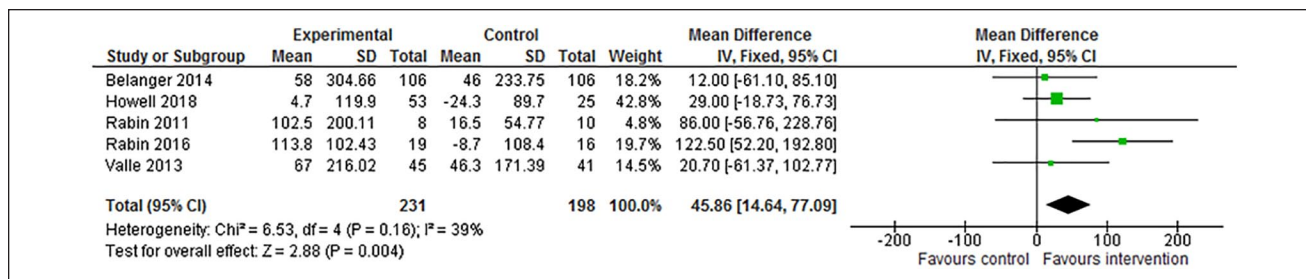 Experimental Control Mean Difference Mean Difference
Study or Subgroup Mean SD Total Mean SD Total Weight IV, Fixed, 95% CI IV, Fixed, 95% CI
Belanger 2014 58 304.66 106 46 233.75 106 18.2% 12.00 [-61.10, 85.10]
Howell 2018 4.7 119.9 53 -24.3 89.7 25 42.8% 29.00 [-18.73, 76.73]
Rabin 2011 102.5 200.11 8 16.5 54.77 10 4.8% 86.00 [-56.76, 228.76]
Rabin 2016 113.8 102.43 19 -8.7 108.4 16 19.7% 122.50 [52.20, 192.80]
Valle 2013 67 216.02 45 46.3 171.39 41 14.5% 20.70 [-61.37, 102.77]
Total (95% CI) 231 198 100.0% 45.86 [14.64, 77.09]
Heterogeneity: Chi² = 6.53, df = 4 (P = 0.16); I² = 39%
Test for overall effect: Z = 2.88 (P = 0.004)
-200 -100 0 100 200
Favours control Favours intervention